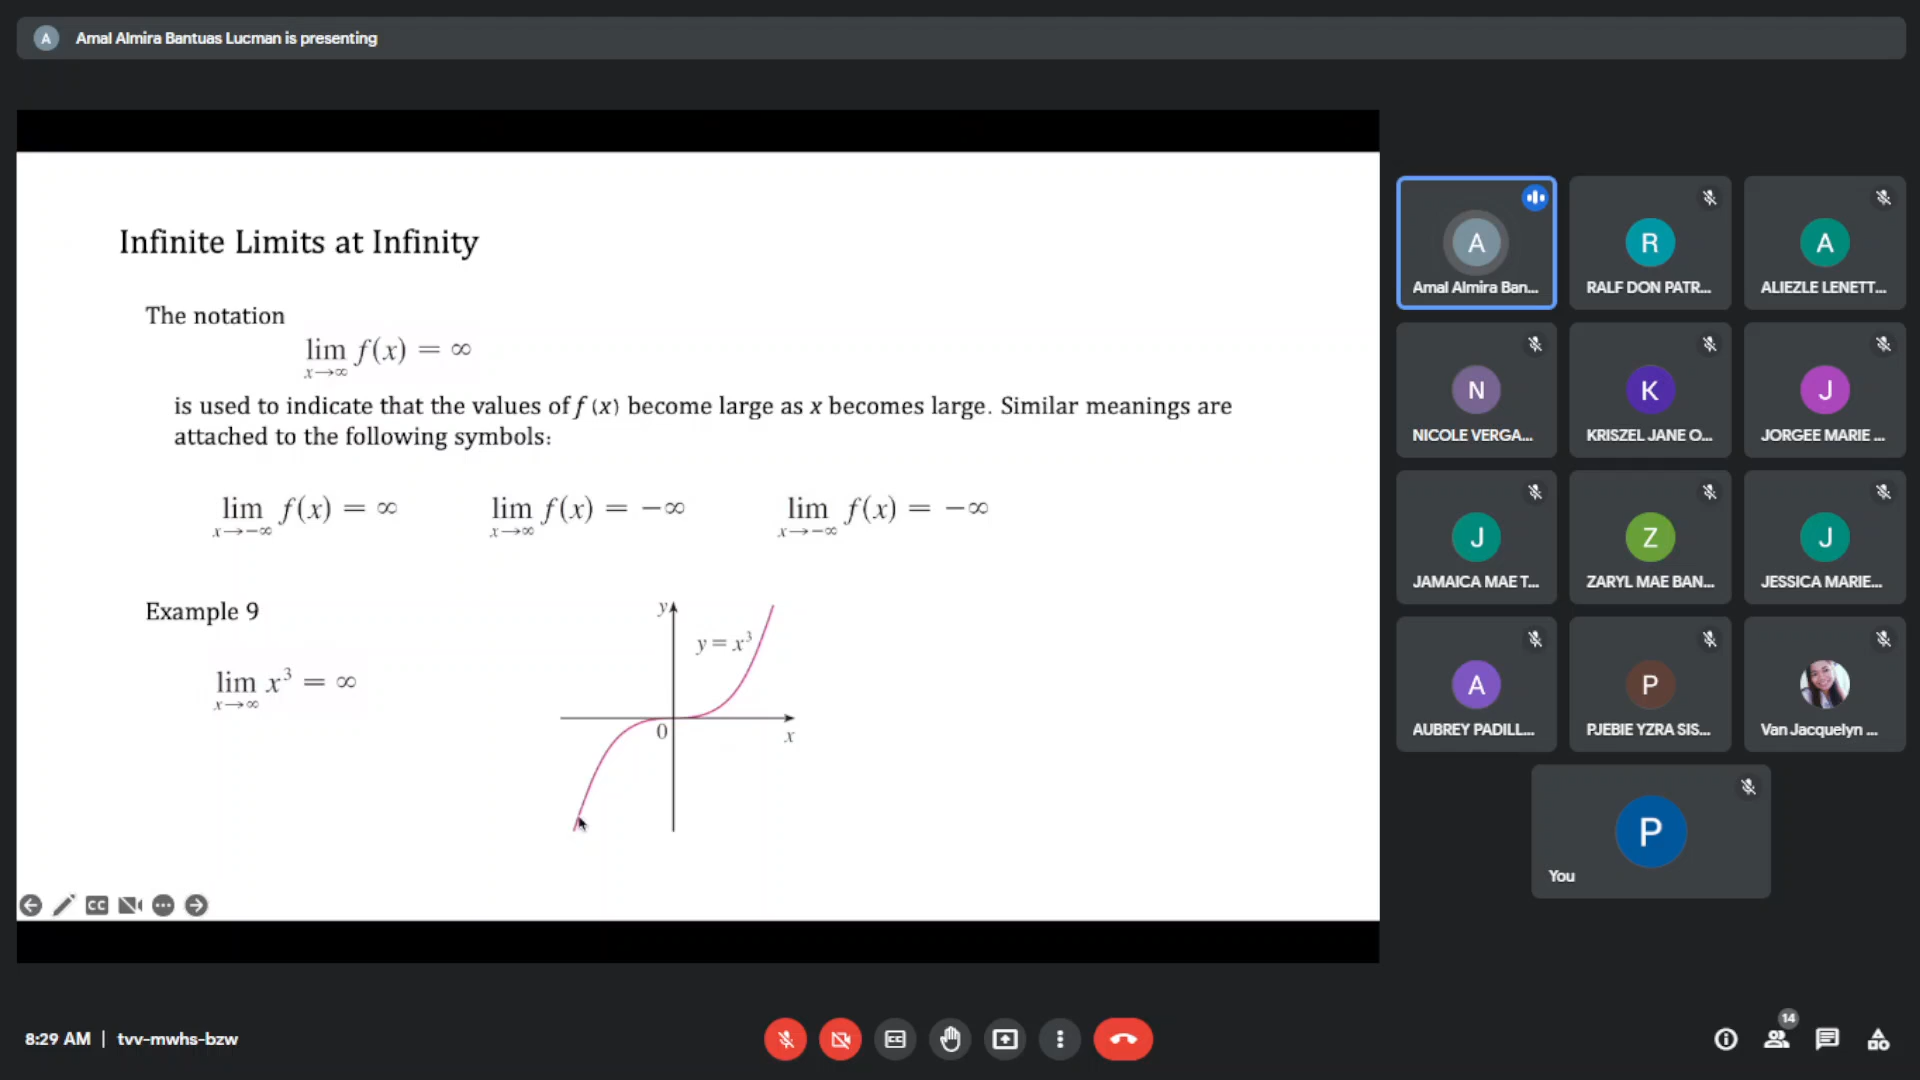 A Amal Almira Bantuas Lucman is presenting
Infinite Limits at Infinity
The notation
lim f(x) = ∞
x→∞
is used to indicate that the values of f (x) become large as x becomes large. Similar meanings are
attached to the following symbols:
lim f(x) = ∞ lim f(x) = −∞ lim f(x) = −∞
x→−∞ x→∞ x→−∞
Example 9
lim x³ = ∞
x→∞
y
y = x³
0
x
CC
A
Amal Almira Ban...
R
RALF DON PATR...
A
ALIEZLE LENETT...
N
NICOLE VERGA...
K
KRISZEL JANE O...
J
JORGEE MARIE ...
J
JAMAICA MAE T...
Z
ZARYL MAE BAN...
J
JESSICA MARIE...
A
AUBREY PADILL...
P
PJEBIE YZRA SIS...
Van Jacquelyn ...
P
You
8:29 AM | tvv-mwhs-bzw
14